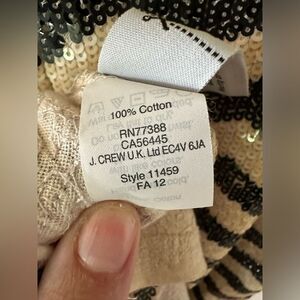 100% Cotton
RN77388
CA56445
J. CREW U.K. Ltd EC4V 6JA
Style 11459
FA 12